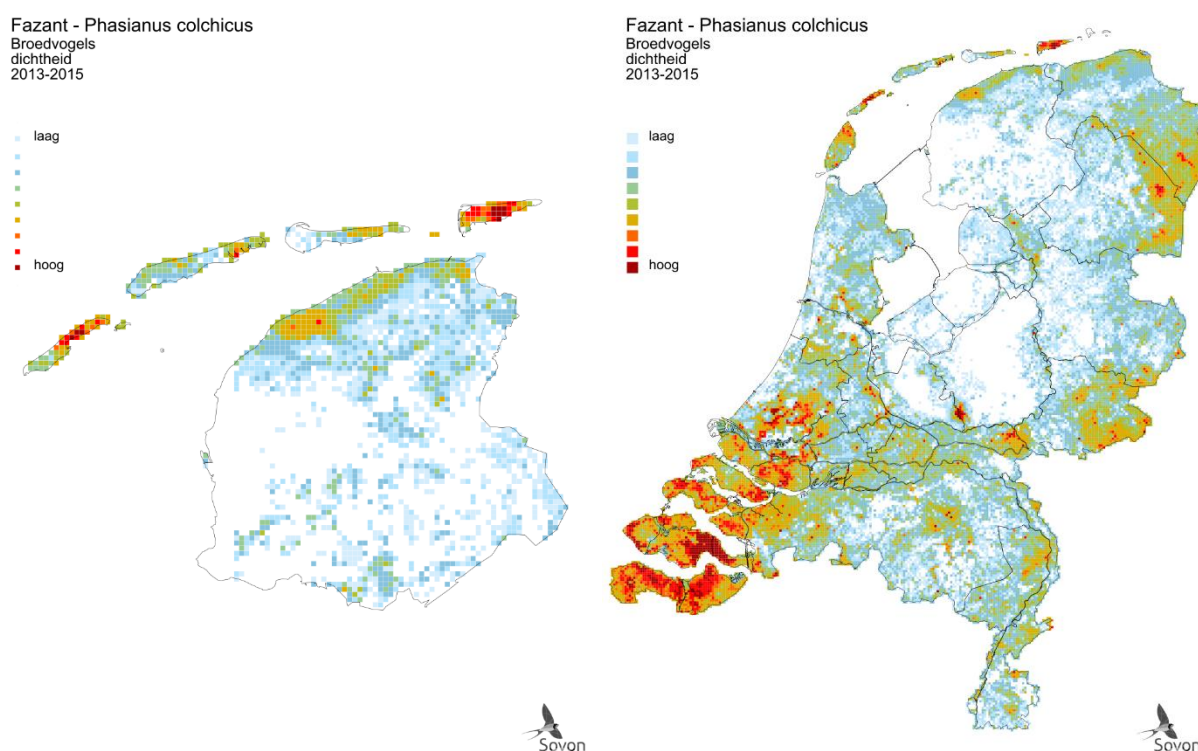 Fazant - Phasianus colchicus
Broedvogels
dichtheid
2013-2015
laag
hoog
Sovon
Fazant - Phasianus colchicus
Broedvogels
dichtheid
2013-2015
laag
hoog
Sovon